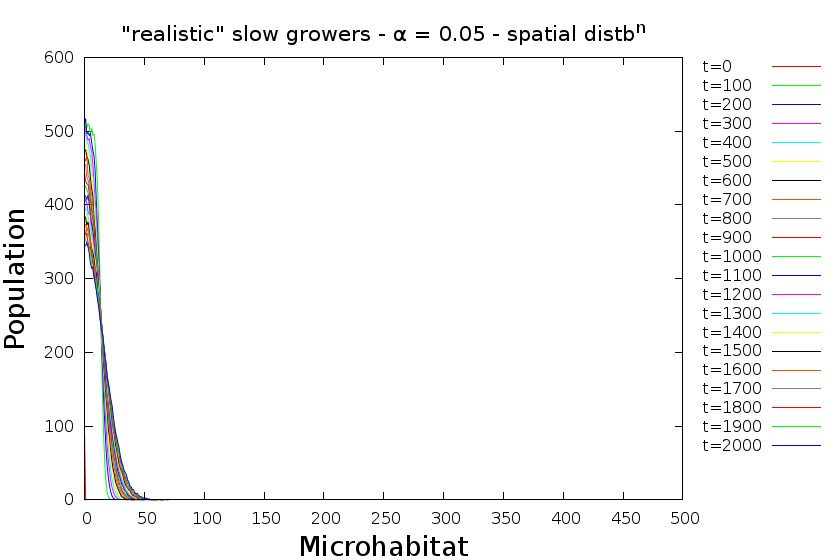 "realistic" slow growers - α = 0.05 - spatial distbⁿ
600
500
400
300
200
100
0
Population
0 50 100 150 200 250 300 350 400 450 500
Microhabitat
t=0
t=100
t=200
t=300
t=400
t=500
t=600
t=700
t=800
t=900
t=1000
t=1100
t=1200
t=1300
t=1400
t=1500
t=1600
t=1700
t=1800
t=1900
t=2000